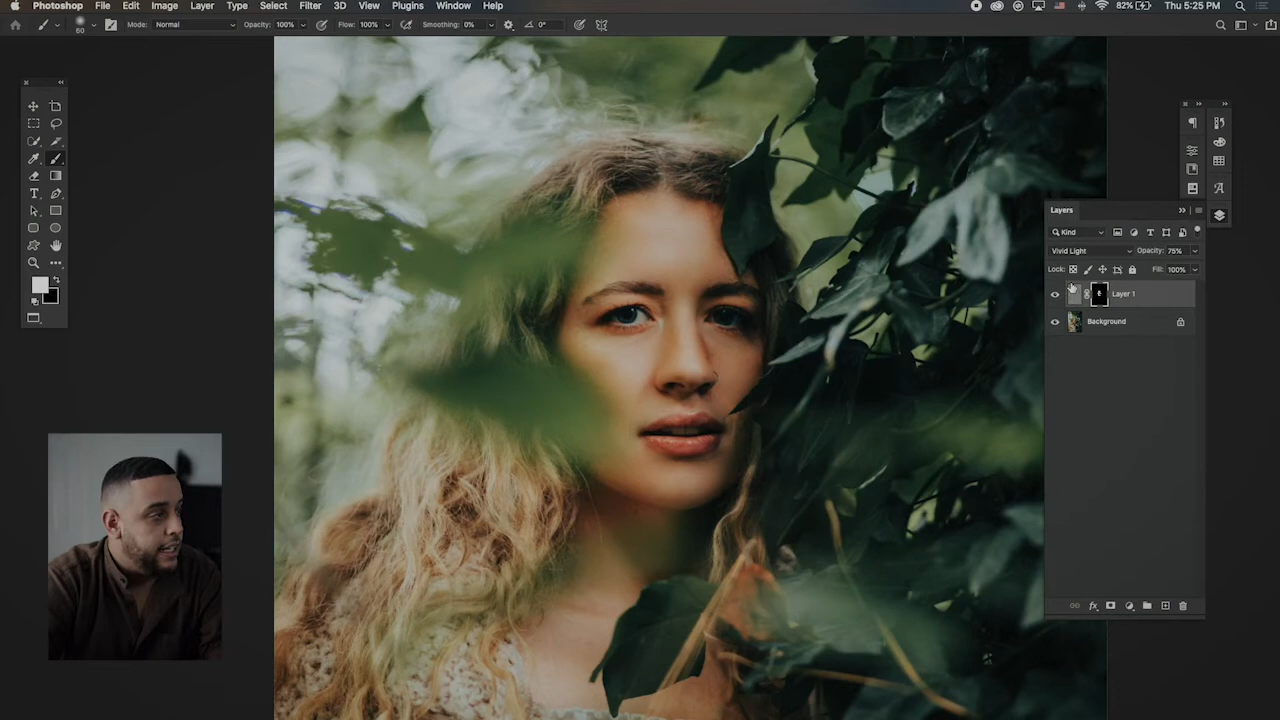 Photoshop File Edit Image Layer Type Select Filter 3D View Plugins Window Help 82% Thu 5:25 PM
60 Mode: Normal Opacity: 100% Flow: 100% Smoothing: 0% 0°
Layers
Kind
Vivid Light Opacity: 75%
Lock: Fill: 100%
Layer 1
Background